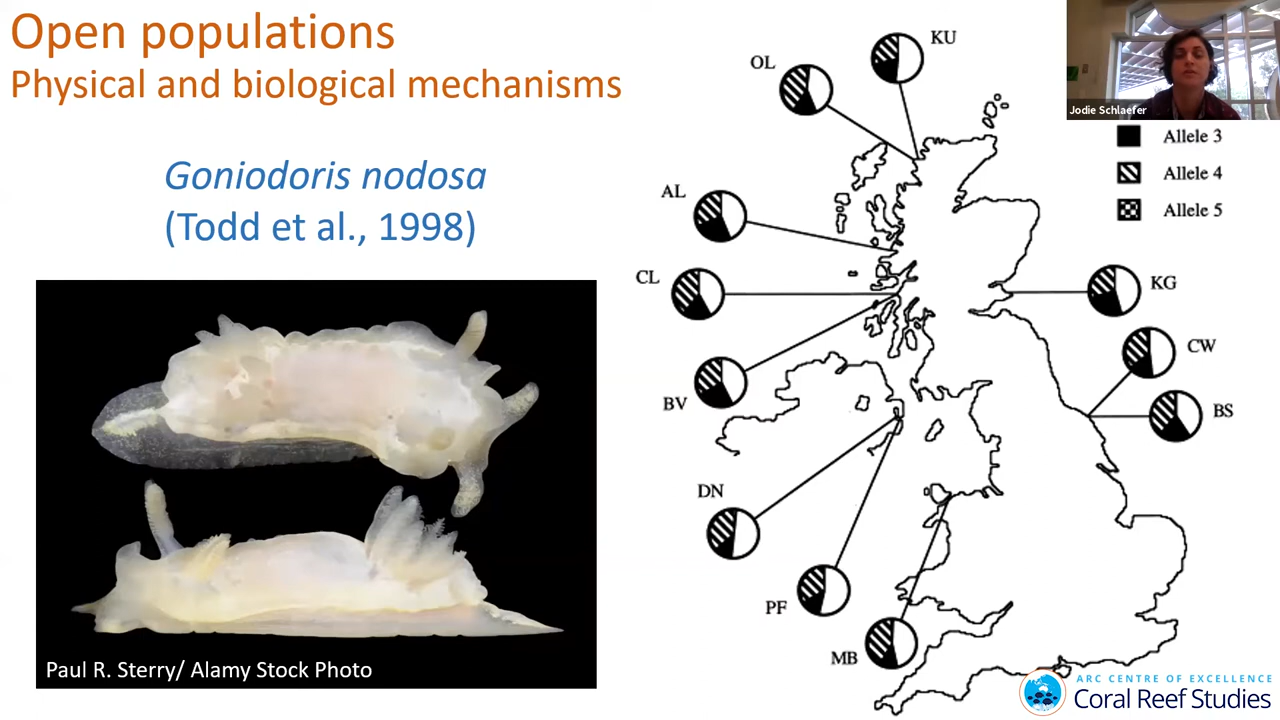 Open populations
Physical and biological mechanisms
Goniodoris nodosa
(Todd et al., 1998)
Paul R. Sterry/ Alamy Stock Photo
KU
OL
AL
CL
BV
DN
PF
MB
KG
CW
BS
Jodie Schlaefer
Allele 3
Allele 4
Allele 5
ARC CENTRE OF EXCELLENCE
Coral Reef Studies